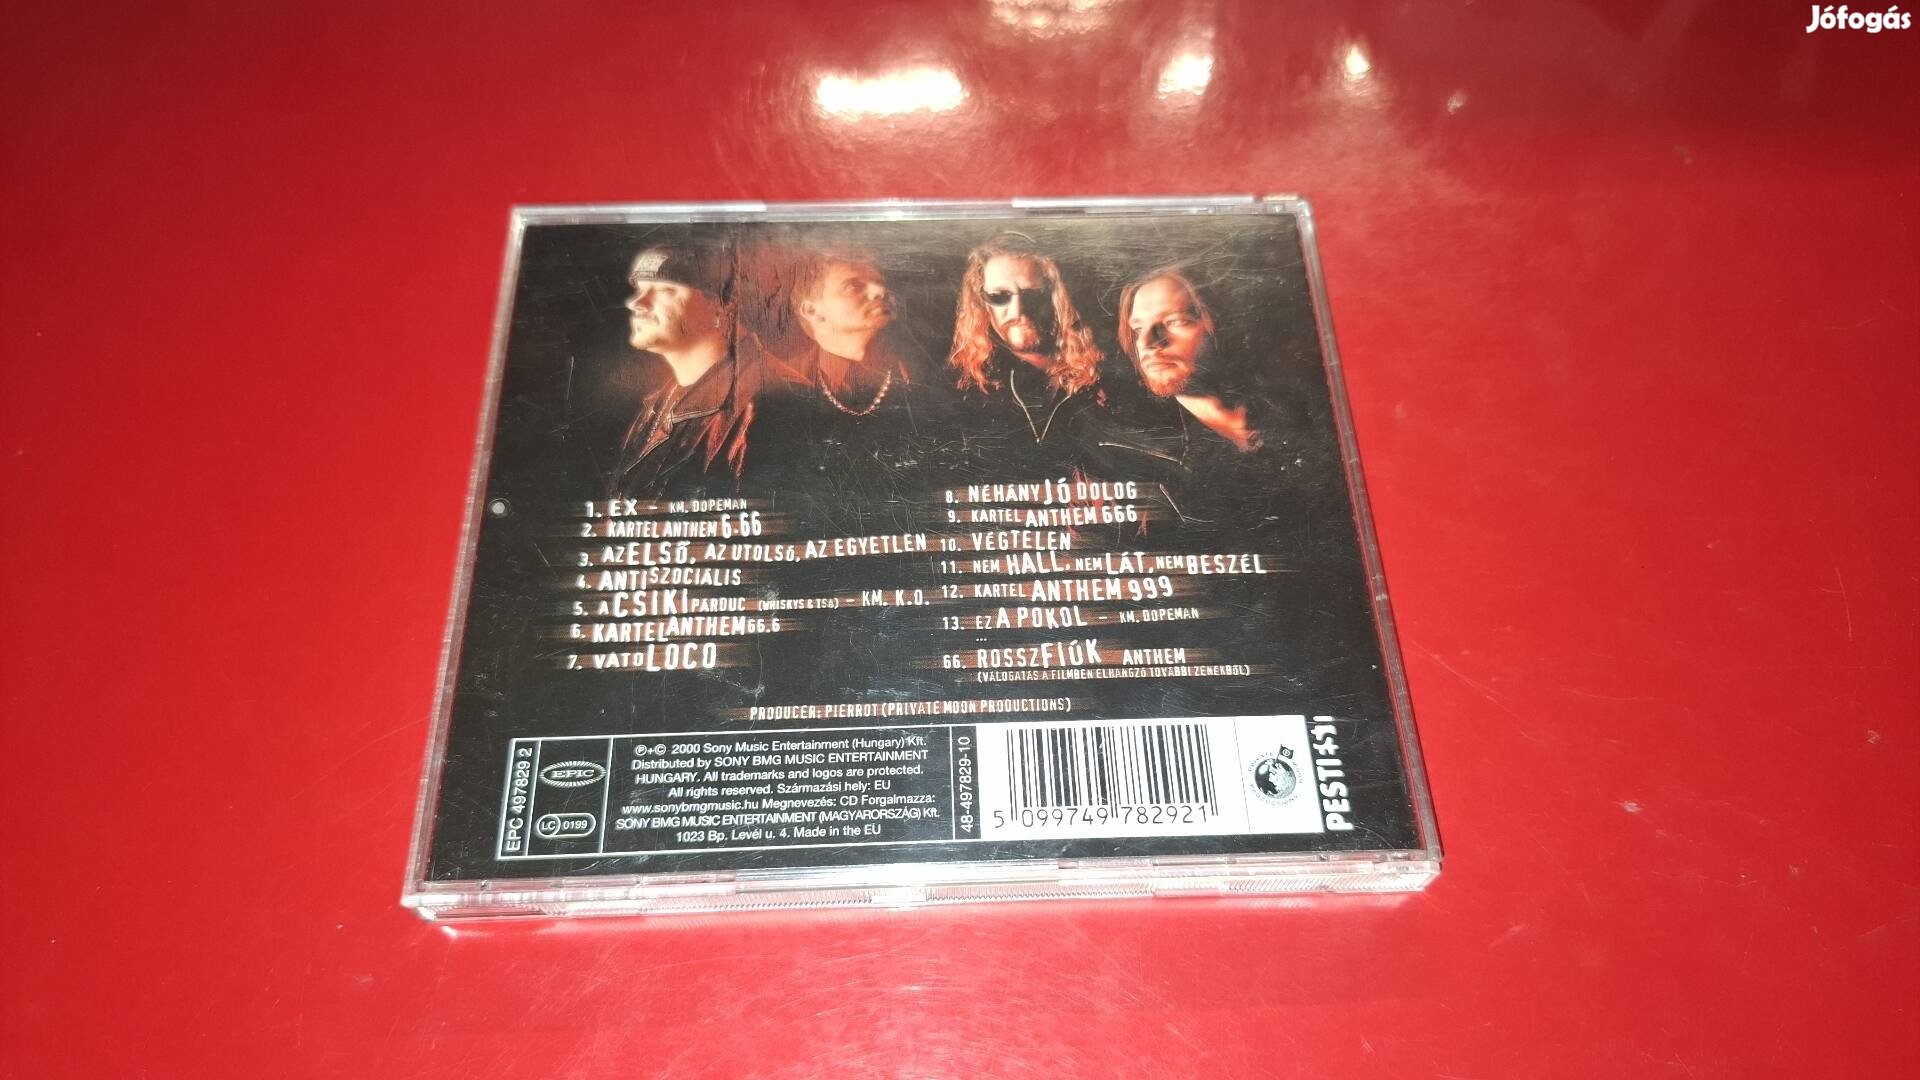 Jófogás
1. EX - KM. DOPEMAN
2. KARTEL ANTHEM 6.66
3. AZ ELSŐ, AZ UTOLSÓ, AZ EGYETLEN
4. ANTISZOCIÁLIS
5. A CSIKI PÁRDUC (WHISKYS & TSA) - KM. K.O.
6. KARTEL ANTHEM 66.6
7. VATO LOCO
8. NÉHÁNY JÓ DOLOG
9. KARTEL ANTHEM 666
10. VÉGTELEN
11. NEM HALL, NEM LÁT, NEM BESZÉL
12. KARTEL ANTHEM 999
13. EZ A POKOL - KM. DOPEMAN
...
66. ROSSZFIÚK ANTHEM
(VÁLOGATÁS A FILMBEN ELHANGZÓ TOVÁBBI ZENÉKBŐL)
PRODUCER: PIERROT (PRIVATE MOON PRODUCTIONS)
EPC 497829 2
EPIC
LC 0199
℗+© 2000 Sony Music Entertainment (Hungary) Kft.
Distributed by SONY BMG MUSIC ENTERTAINMENT
HUNGARY. All trademarks and logos are protected.
All rights reserved. Származási hely: EU
www.sonybmgmusic.hu Megnevezés: CD Forgalmazza:
SONY BMG MUSIC ENTERTAINMENT (MAGYARORSZÁG) Kft.
1023 Bp. Levél u. 4. Made in the EU
48-497829-10
5 099749 782921
PRIVATE MOON PRODUCTIONS
PESTI EST